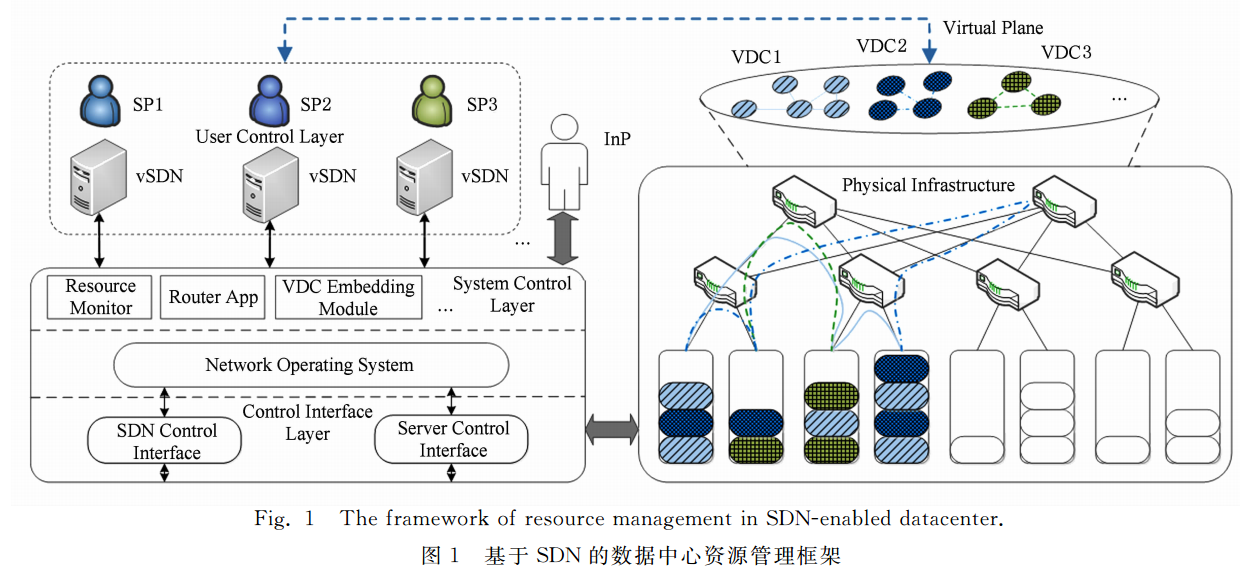 Virtual Plane
VDC1
VDC2
VDC3
...
SP1
SP2
SP3
User Control Layer
vSDN
vSDN
vSDN
...
InP
Physical Infrastructure
Resource
Monitor
Router App
VDC Embedding
Module
...
System Control
Layer
Network Operating System
Control Interface
Layer
SDN Control
Interface
Server Control
Interface
Fig. 1 The framework of resource management in SDN-enabled datacenter.
图 1 基于 SDN 的数据中心资源管理框架